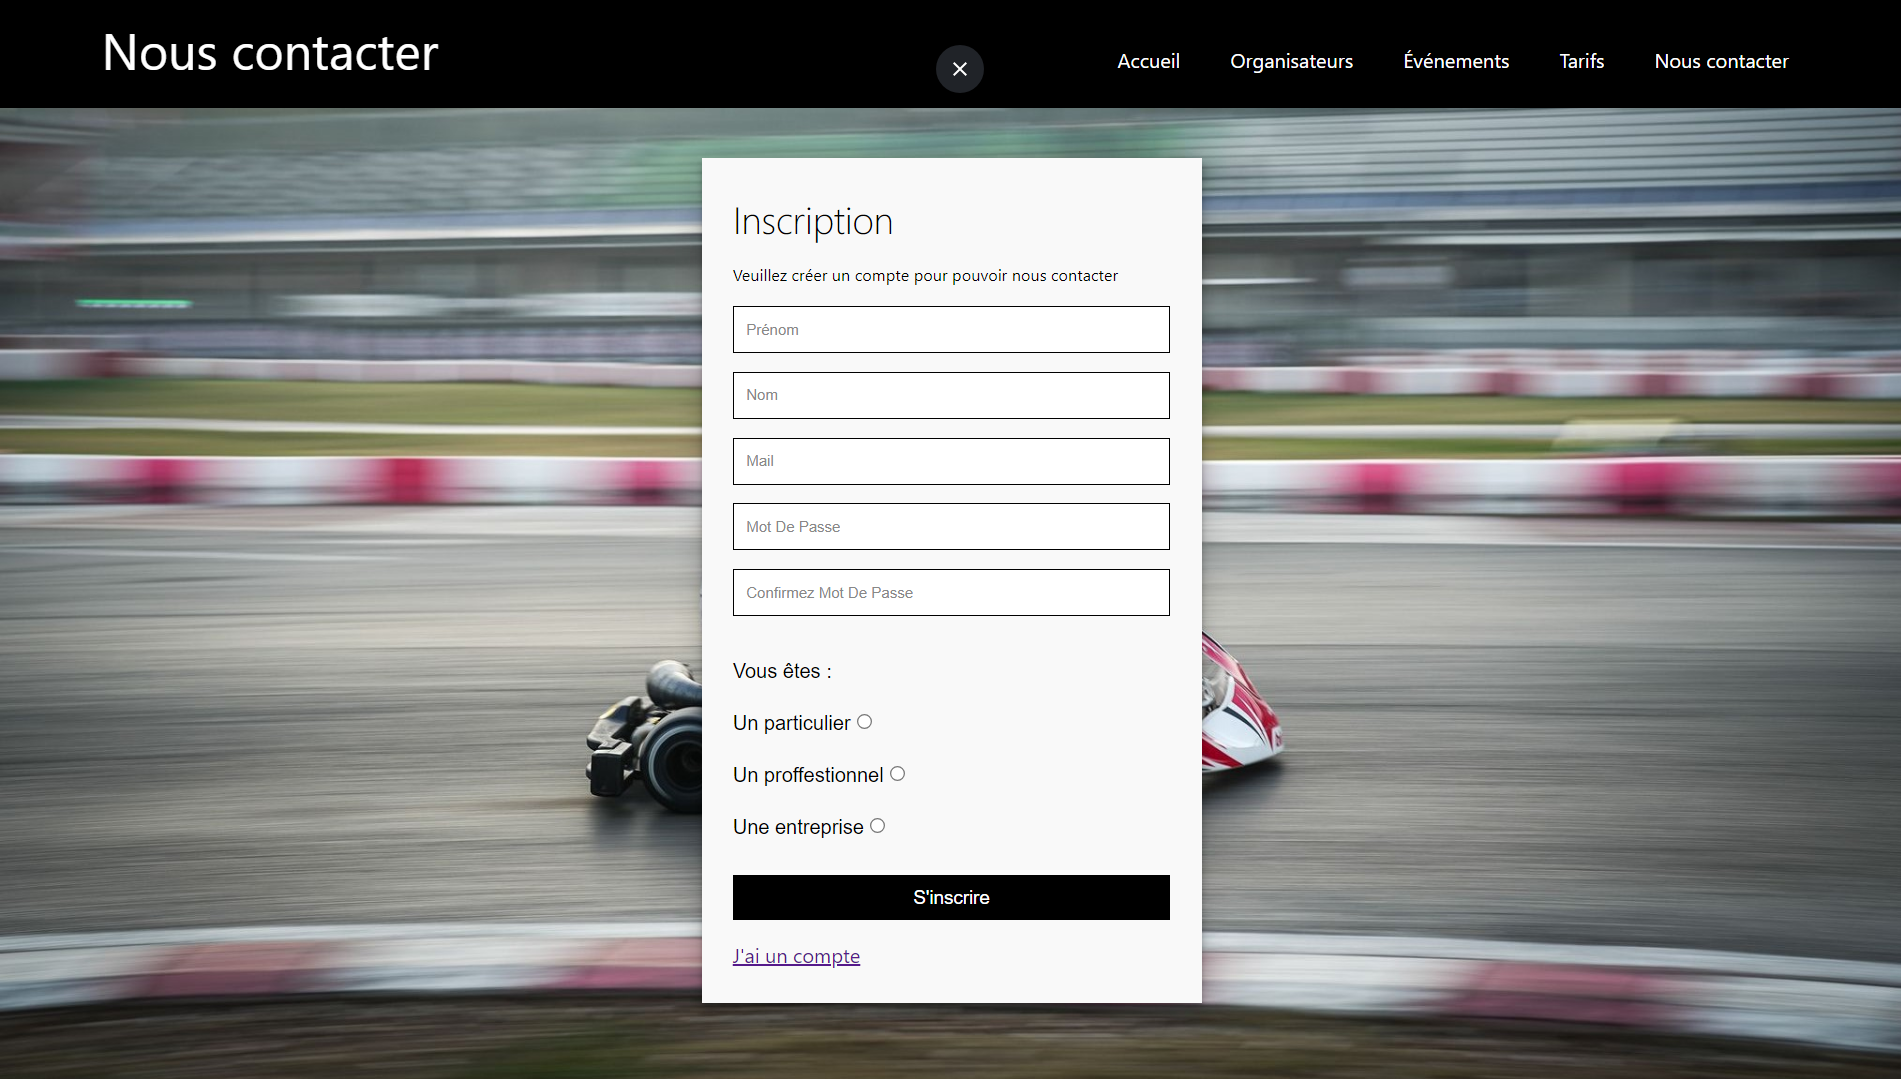 Nous contacter
Accueil
Organisateurs
Événements
Tarifs
Nous contacter
Inscription
Veuillez créer un compte pour pouvoir nous contacter
Prénom
Nom
Mail
Mot De Passe
Confirmez Mot De Passe
Vous êtes :
Un particulier
Un proffestionnel
Une entreprise
S'inscrire
J'ai un compte